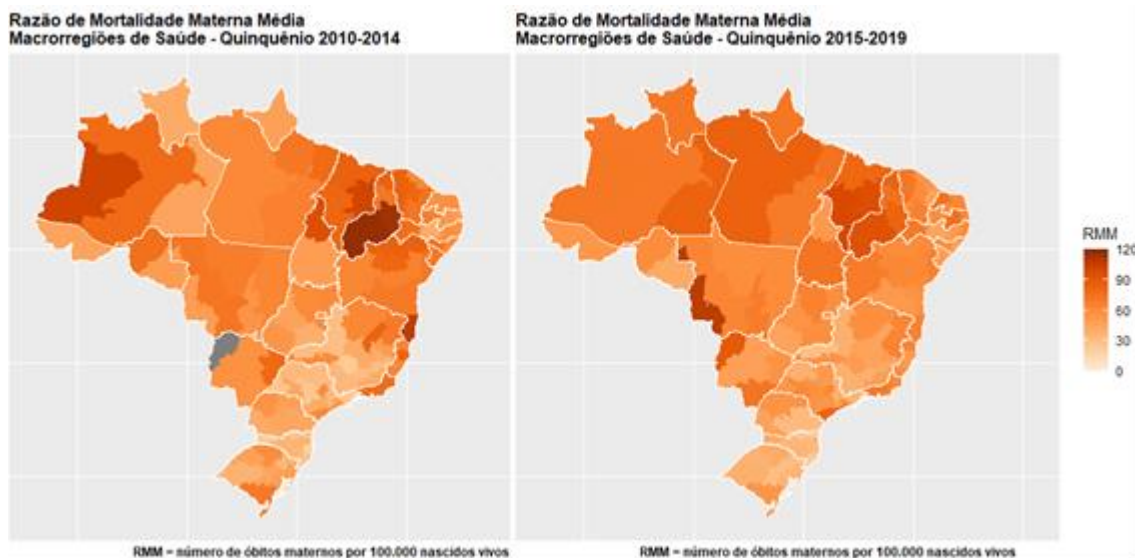 Razão de Mortalidade Materna Média
Macrorregiões de Saúde - Quinquênio 2010-2014
Razão de Mortalidade Materna Média
Macrorregiões de Saúde - Quinquênio 2015-2019
RMM
120
90
60
30
0
RMM = número de óbitos maternos por 100.000 nascidos vivos
RMM = número de óbitos maternos por 100.000 nascidos vivos